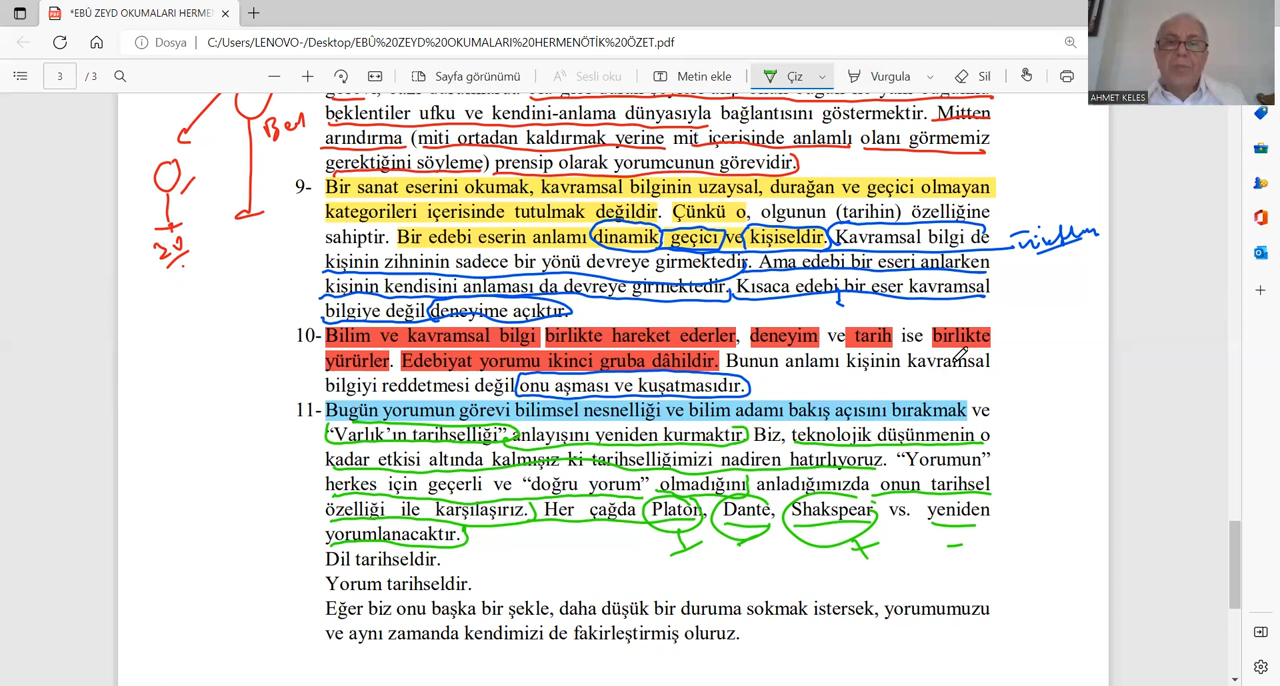 *EBÛ ZEYD OKUMALARI HERME
Dosya
C:/Users/LENOVO-/Desktop/EBÛ%20ZEYD%20OKUMALARI%20HERMENÖTİK%20ÖZET.pdf
3
/ 3
Sayfa görünümü
Sesli oku
Metin ekle
Çiz
Vurgula
Sil
AHMET KELES
beklentiler ufku ve kendini-anlama dünyasıyla bağlantısını göstermektir. Mitten
arındırma (miti ortadan kaldırmak yerine mit içerisinde anlamlı olanı görmemiz
gerektiğini söyleme) prensip olarak yorumcunun görevidir.
Ben
9- Bir sanat eserini okumak, kavramsal bilginin uzaysal, durağan ve geçici olmayan
kategorileri içerisinde tutulmak değildir. Çünkü o, olgunun (tarihin) özelliğine
sahiptir. Bir edebi eserin anlamı dinamik geçici ve kişiseldir. Kavramsal bilgi de
kişinin zihninin sadece bir yönü devreye girmektedir. Ama edebi bir eseri anlarken
kişinin kendisini anlaması da devreye girmektedir. Kısaca edebi bir eser kavramsal
bilgiye değil deneyime açıktır.
10- Bilim ve kavramsal bilgi birlikte hareket ederler, deneyim ve tarih ise birlikte
yürürler. Edebiyat yorumu ikinci gruba dâhildir. Bunun anlamı kişinin kavramsal
bilgiyi reddetmesi değil onu aşması ve kuşatmasıdır.
11- Bugün yorumun görevi bilimsel nesnelliği ve bilim adamı bakış açısını bırakmak ve
“Varlık’ın tarihselliği” anlayışını yeniden kurmaktır. Biz, teknolojik düşünmenin o
kadar etkisi altında kalmışız ki tarihselliğimizi nadiren hatırlıyoruz. “Yorumun”
herkes için geçerli ve “doğru yorum” olmadığını anladığımızda onun tarihsel
özelliği ile karşılaşırız. Her çağda Platon, Dante, Shakspear vs. yeniden
yorumlanacaktır.
Dil tarihseldir.
Yorum tarihseldir.
Eğer biz onu başka bir şekle, daha düşük bir duruma sokmak istersek, yorumumuzu
ve aynı zamanda kendimizi de fakirleştirmiş oluruz.